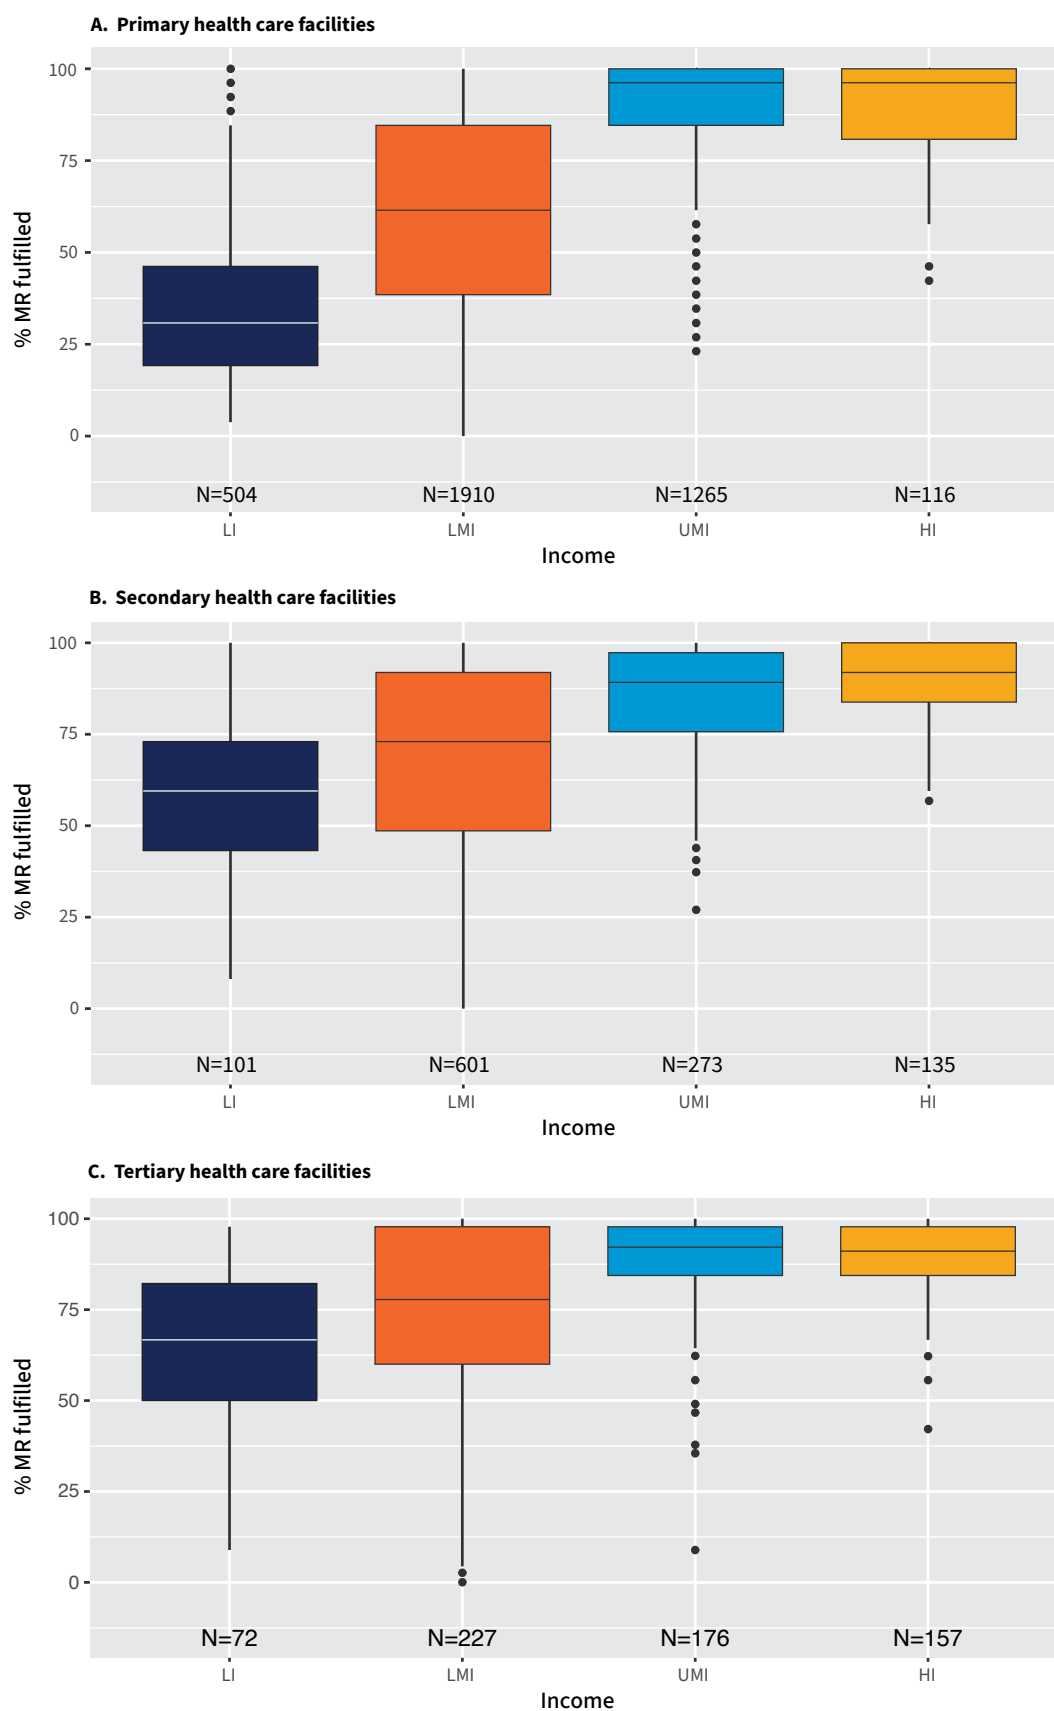 A. Primary health care facilities
100
75
50
25
0
% MR fulfilled
N=504 N=1910 N=1265 N=116
LI LMI UMI HI
Income
B. Secondary health care facilities
100
75
50
25
0
% MR fulfilled
N=101 N=601 N=273 N=135
LI LMI UMI HI
Income
C. Tertiary health care facilities
100
75
50
25
0
% MR fulfilled
N=72 N=227 N=176 N=157
LI LMI UMI HI
Income